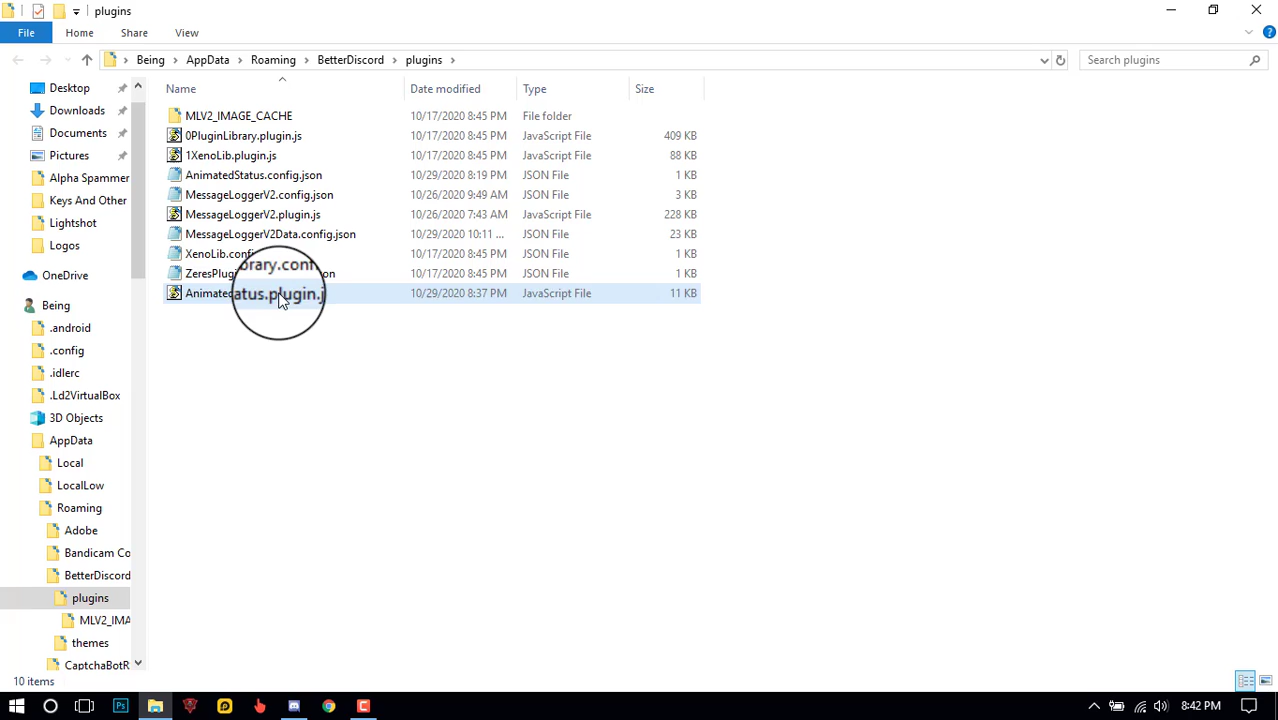 plugins
File Home Share View
Being AppData Roaming BetterDiscord plugins Search plugins
Name Date modified Type Size
MLV2_IMAGE_CACHE 10/17/2020 8:45 PM File folder
0PluginLibrary.plugin.js 10/17/2020 8:45 PM JavaScript File 409 KB
1XenoLib.plugin.js 10/17/2020 8:45 PM JavaScript File 88 KB
AnimatedStatus.config.json 10/29/2020 8:19 PM JSON File 1 KB
MessageLoggerV2.config.json 10/26/2020 9:49 AM JSON File 3 KB
MessageLoggerV2.plugin.js 10/26/2020 7:43 AM JavaScript File 228 KB
MessageLoggerV2Data.config.json 10/29/2020 10:11 ... JSON File 23 KB
XenoLib.conf 10/17/2020 8:45 PM JSON File 1 KB
ZeresPlugi brary.conf on 10/17/2020 8:45 PM JSON File 1 KB
Animated atus.plugin.j 10/29/2020 8:37 PM JavaScript File 11 KB
Desktop
Downloads
Documents
Pictures
Alpha Spammer
Keys And Other
Lightshot
Logos
OneDrive
Being
.android
.config
.idlerc
.Ld2VirtualBox
3D Objects
AppData
Local
LocalLow
Roaming
Adobe
Bandicam Co
BetterDiscord
plugins
MLV2_IMA
themes
CaptchaBotR
10 items
8:42 PM